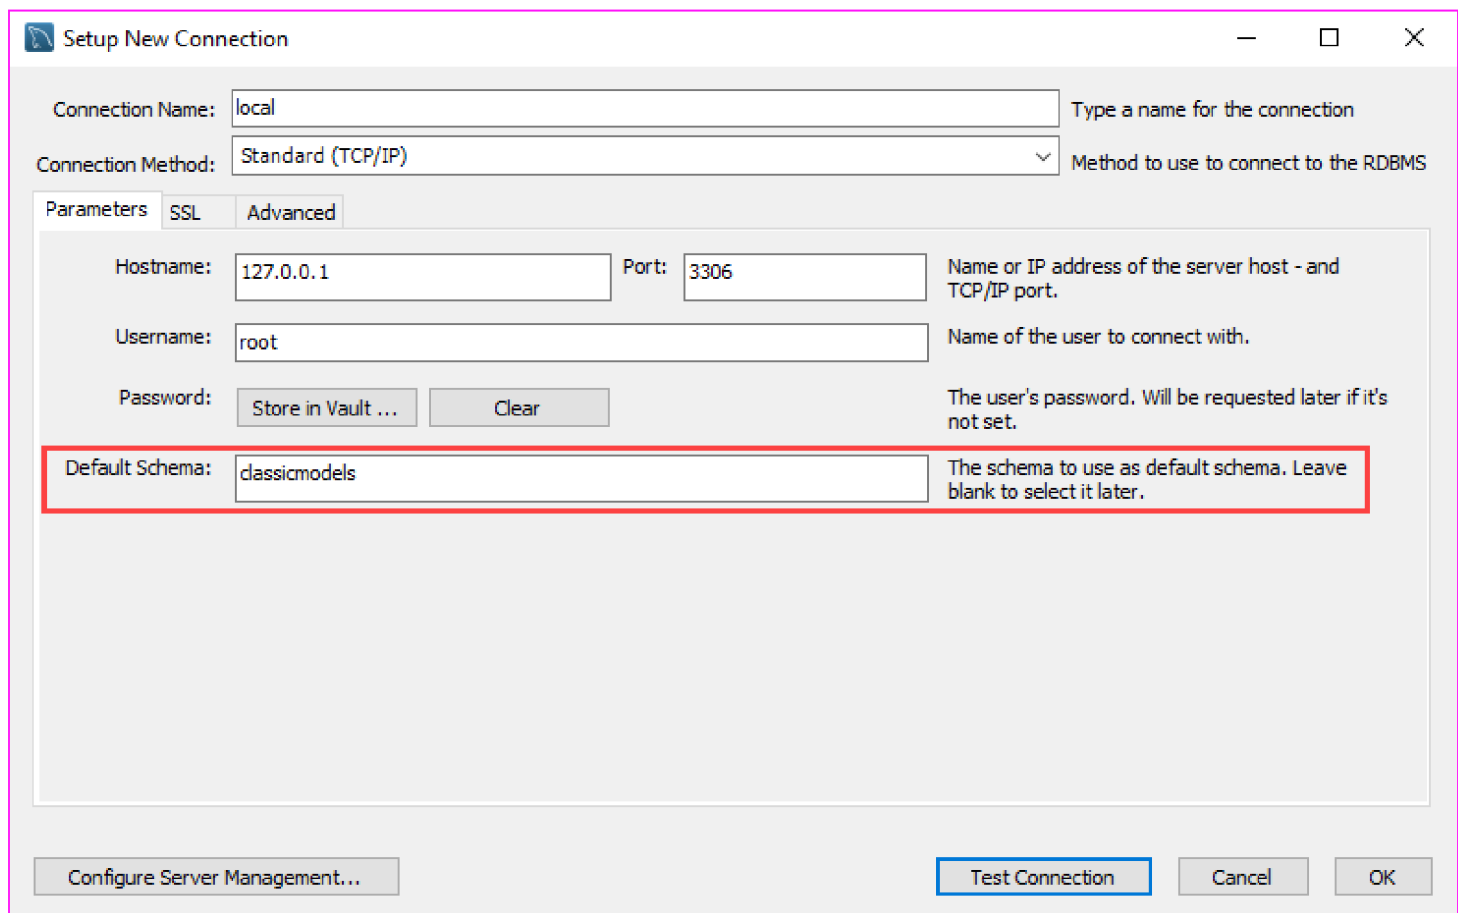 Setup New Connection
Connection Name: local Type a name for the connection
Connection Method: Standard (TCP/IP) Method to use to connect to the RDBMS
Parameters SSL Advanced
Hostname: 127.0.0.1 Port: 3306 Name or IP address of the server host - and
TCP/IP port.
Username: root Name of the user to connect with.
Password: Store in Vault ... Clear The user's password. Will be requested later if it's
not set.
Default Schema: classicmodels The schema to use as default schema. Leave
blank to select it later.
Configure Server Management... Test Connection Cancel OK